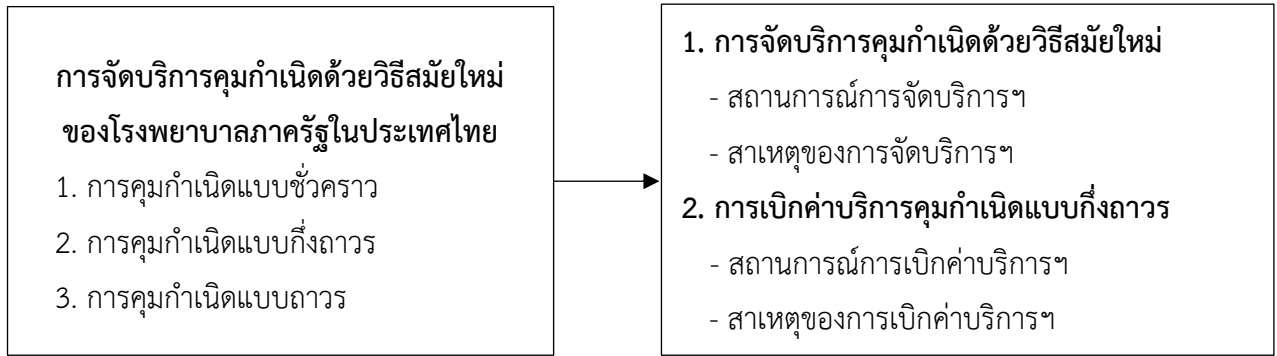 การจัดบริการคุมกำเนิดด้วยวิธีสมัยใหม่
ของโรงพยาบาลภาครัฐในประเทศไทย
1. การคุมกำเนิดแบบชั่วคราว
2. การคุมกำเนิดแบบกึ่งถาวร
3. การคุมกำเนิดแบบถาวร
1. การจัดบริการคุมกำเนิดด้วยวิธีสมัยใหม่
- สถานการณ์การจัดบริการฯ
- สาเหตุของการจัดบริการฯ
2. การเบิกค่าบริการคุมกำเนิดแบบกึ่งถาวร
- สถานการณ์การเบิกค่าบริการฯ
- สาเหตุของการเบิกค่าบริการฯ